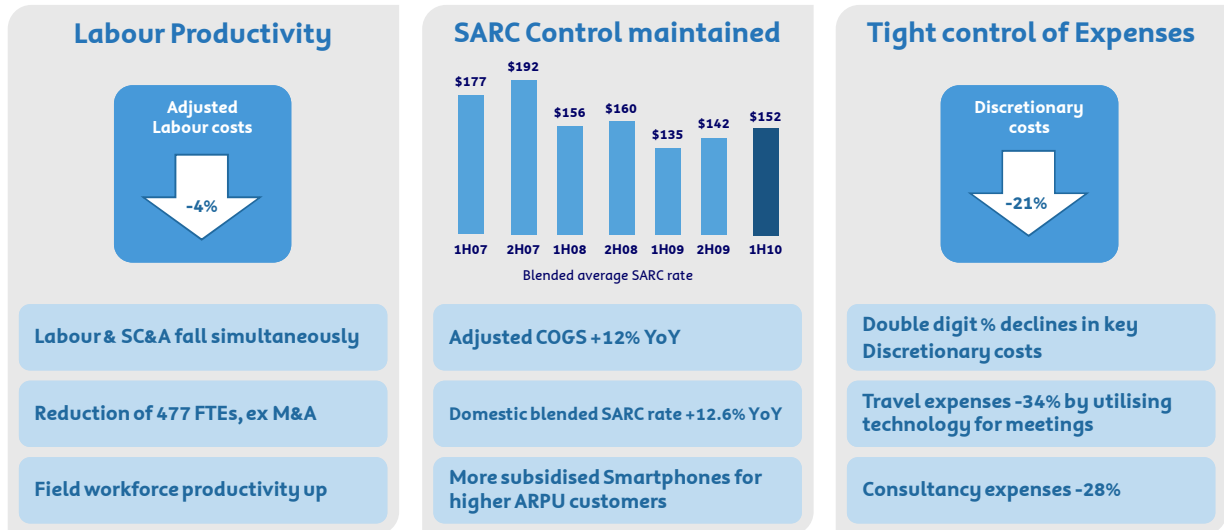 Labour Productivity
Adjusted
Labour costs
-4%
Labour & SC&A fall simultaneously
Reduction of 477 FTEs, ex M&A
Field workforce productivity up
SARC Control maintained
$177
$192
$156
$160
$135
$142
$152
1H07
2H07
1H08
2H08
1H09
2H09
1H10
Blended average SARC rate
Adjusted COGS +12% YoY
Domestic blended SARC rate +12.6% YoY
More subsidised Smartphones for
higher ARPU customers
Tight control of Expenses
Discretionary
costs
-21%
Double digit % declines in key
Discretionary costs
Travel expenses -34% by utilising
technology for meetings
Consultancy expenses -28%